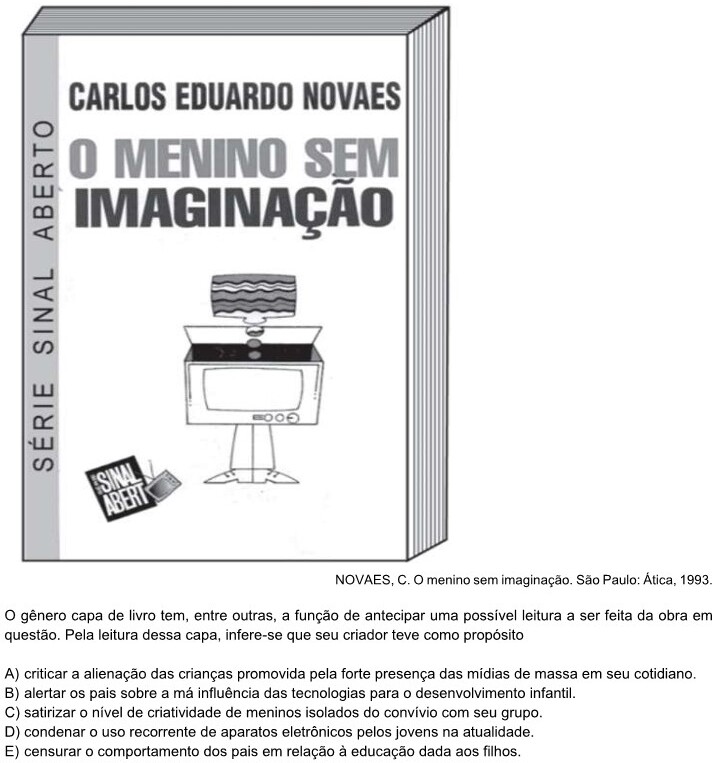 CARLOS EDUARDO NOVAES
O MENINO SEM
IMAGINAÇÃO
SÉRIE SINAL ABERTO
SINAL
ABERT
NOVAES, C. O menino sem imaginação. São Paulo: Ática, 1993.
O gênero capa de livro tem, entre outras, a função de antecipar uma possível leitura a ser feita da obra em
questão. Pela leitura dessa capa, infere-se que seu criador teve como propósito
A) criticar a alienação das crianças promovida pela forte presença das mídias de massa em seu cotidiano.
B) alertar os pais sobre a má influência das tecnologias para o desenvolvimento infantil.
C) satirizar o nível de criatividade de meninos isolados do convívio com seu grupo.
D) condenar o uso recorrente de aparatos eletrônicos pelos jovens na atualidade.
E) censurar o comportamento dos pais em relação à educação dada aos filhos.